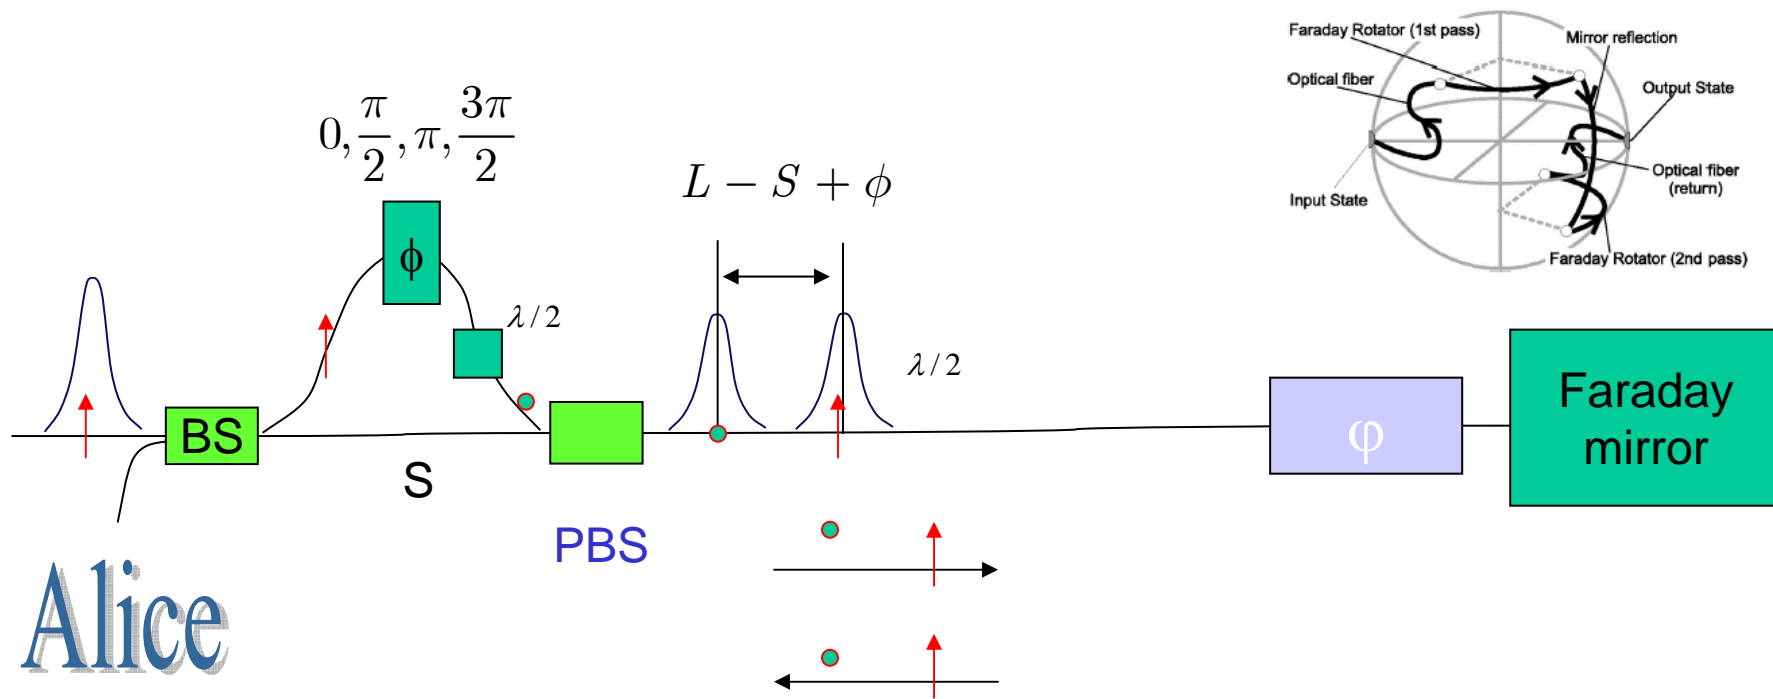 Faraday Rotator (1st pass)
Mirror reflection
Optical fiber
Output State
Optical fiber
(return)
Input State
Faraday Rotator (2nd pass)
0, π/2, π, 3π/2
L − S + ϕ
ϕ
λ/2
λ/2
BS
S
PBS
φ
Faraday
mirror
Alice